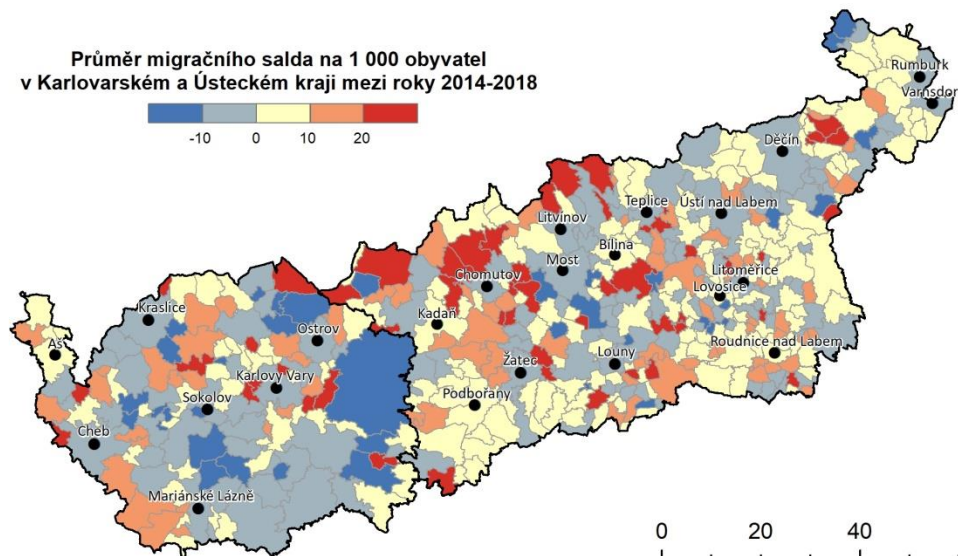 Průměr migračního salda na 1 000 obyvatel
v Karlovarském a Ústeckém kraji mezi roky 2014-2018
-10 0 10 20
Rumburk
Varnsdorf
Děčín
Teplice
Ústí nad Labem
Litvínov
Bílina
Most
Chomutov
Litoměřice
Lovosice
Kraslice
Kadaň
Ostrov
Aš
Roudnice nad Labem
Louny
Žatec
Karlovy Vary
Sokolov
Podbořany
Cheb
Mariánské Lázně
0 20 40